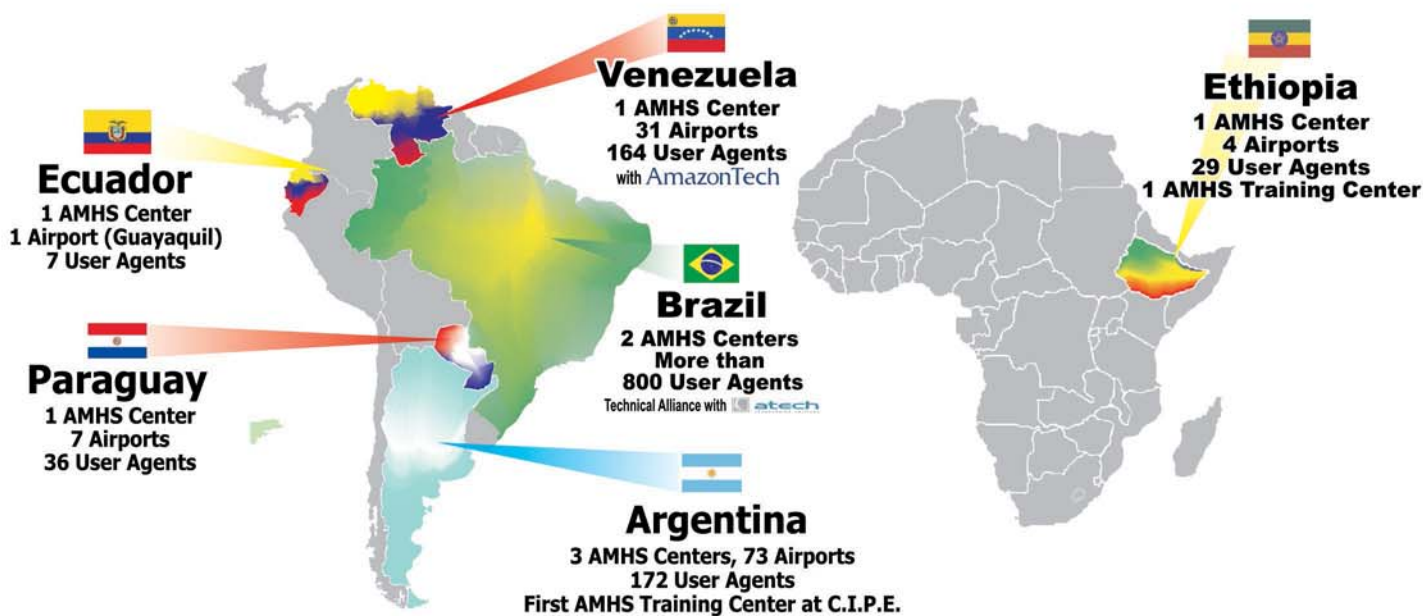 Venezuela
1 AMHS Center
31 Airports
164 User Agents
with AmazonTech
Ethiopia
1 AMHS Center
4 Airports
29 User Agents
1 AMHS Training Center
Ecuador
1 AMHS Center
1 Airport (Guayaquil)
7 User Agents
Brazil
2 AMHS Centers
More than
800 User Agents
Technical Alliance with atech
Paraguay
1 AMHS Center
7 Airports
36 User Agents
Argentina
3 AMHS Centers, 73 Airports
172 User Agents
First AMHS Training Center at C.I.P.E.